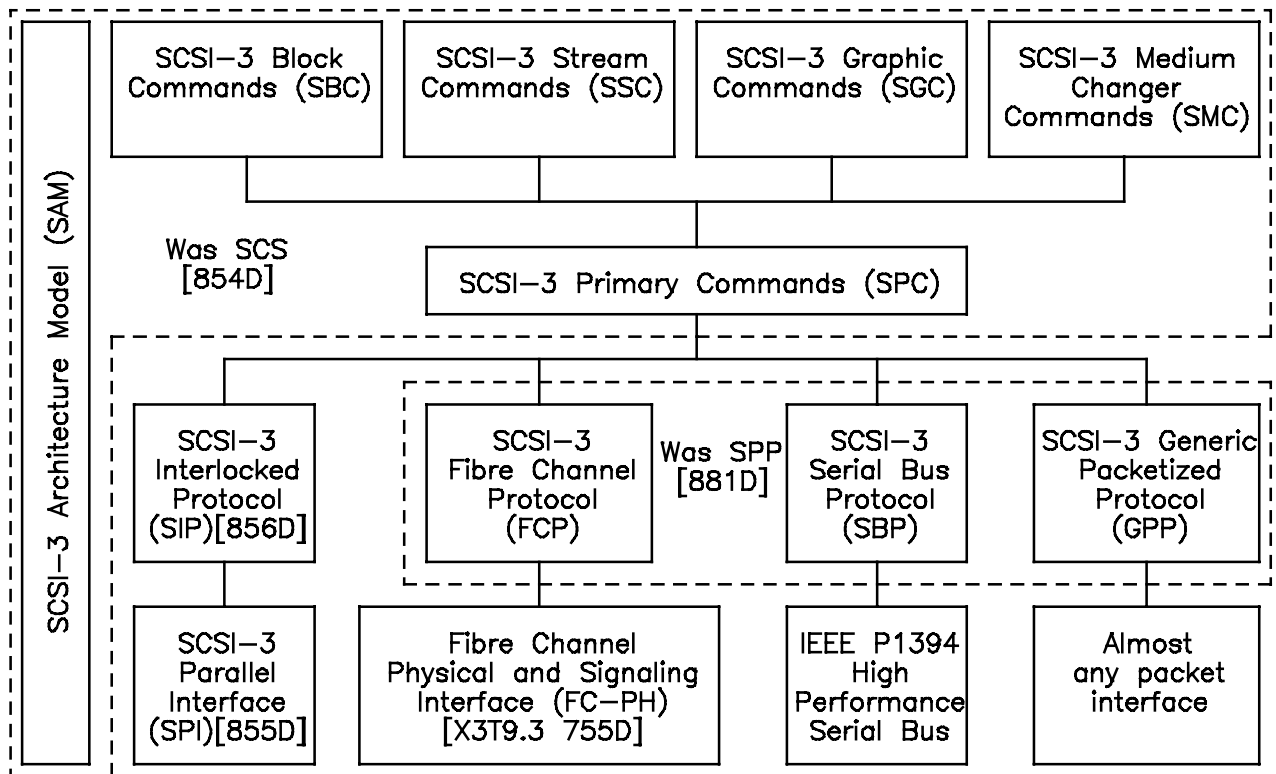 SCSI-3 Architecture Model (SAM)
SCSI-3 Block
Commands (SBC)
SCSI-3 Stream
Commands (SSC)
SCSI-3 Graphic
Commands (SGC)
SCSI-3 Medium
Changer
Commands (SMC)
Was SCS
[854D]
SCSI-3 Primary Commands (SPC)
SCSI-3
Interlocked
Protocol
(SIP)[856D]
SCSI-3
Fibre Channel
Protocol
(FCP)
Was SPP
[881D]
SCSI-3
Serial Bus
Protocol
(SBP)
SCSI-3 Generic
Packetized
Protocol
(GPP)
SCSI-3
Parallel
Interface
(SPI)[855D]
Fibre Channel
Physical and Signaling
Interface (FC-PH)
[X3T9.3 755D]
IEEE P1394
High
Performance
Serial Bus
Almost
any packet
interface